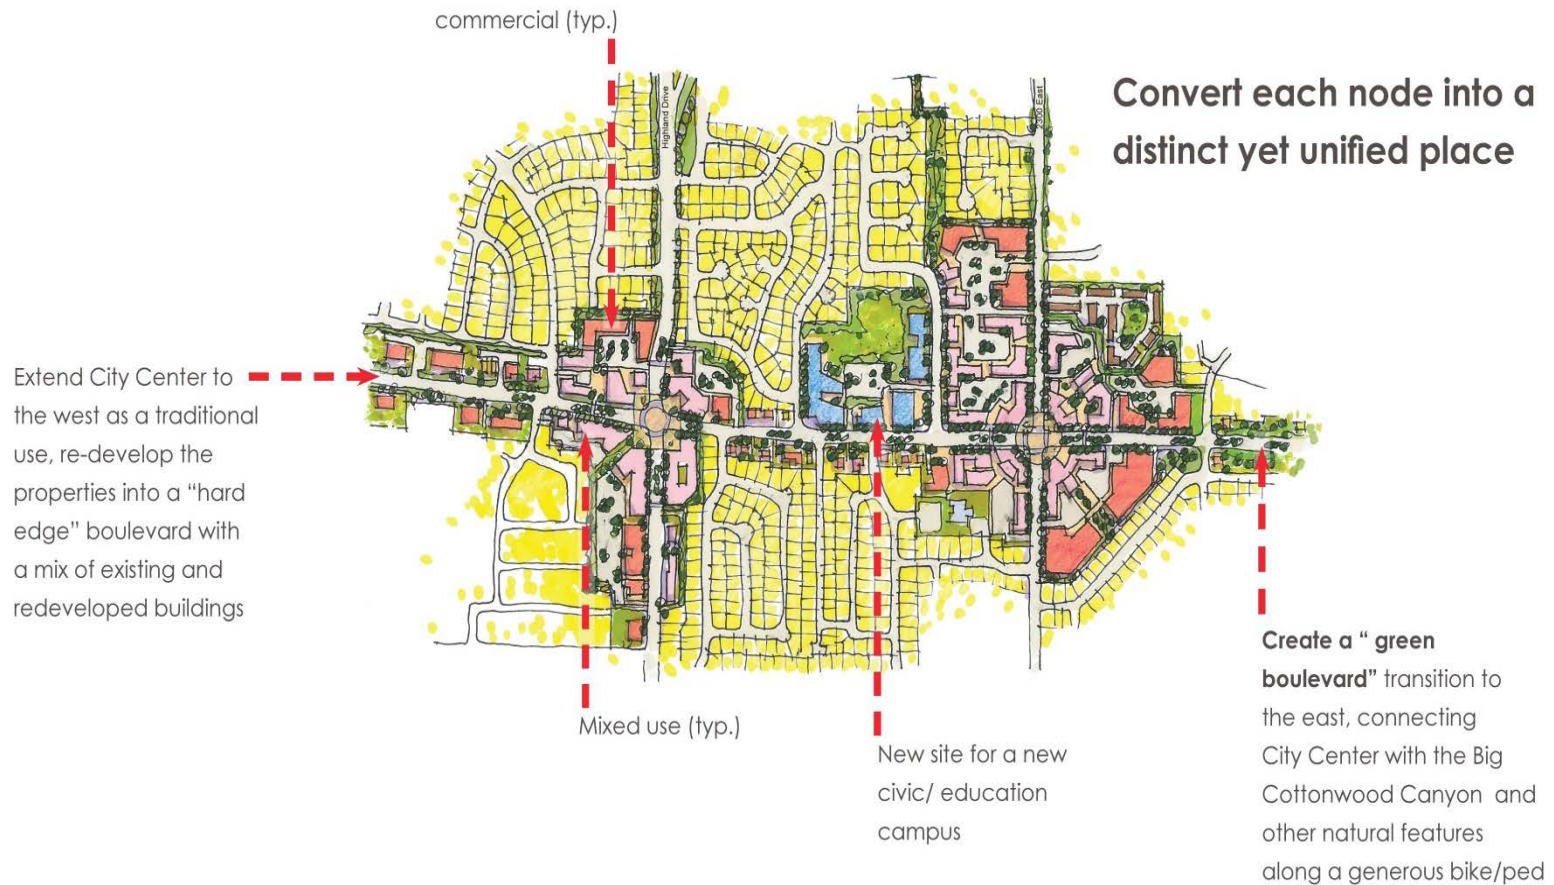 commercial (typ.)
Convert each node into a
distinct yet unified place
Highland Drive
2300 East
Extend City Center to
the west as a traditional
use, re-develop the
properties into a “hard
edge” boulevard with
a mix of existing and
redeveloped buildings
Mixed use (typ.)
New site for a new
civic/ education
campus
Create a “ green
boulevard” transition to
the east, connecting
City Center with the Big
Cottonwood Canyon and
other natural features
along a generous bike/ped